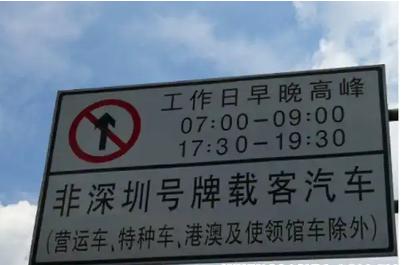 工作日早晚高峰
07:00-09:00
17:30-19:30
非深圳号牌载客汽车
(营运车、特种车、港澳及使领馆车除外)